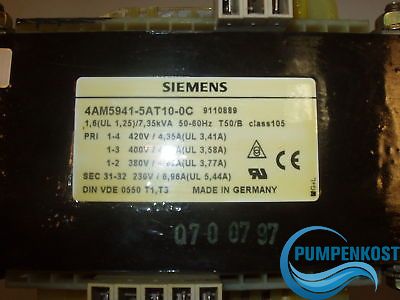 SIEMENS
4AM5941-5AT10-0C 9110889
1,6(UL 1,25)/7,35kVA 50-60Hz T50/B class105
PRI 1-4 420V/ 4,35A(UL 3,41A)
1-3 400V/ A(UL 3,58A)
1-2 380V/ A(UL 3,77A)
SEC 31-32 230V/ 6,96A(UL 5,44A)
DIN VDE 0550 T1,T3 MADE IN GERMANY
G+L
07 0 07 97
PUMPENKOST